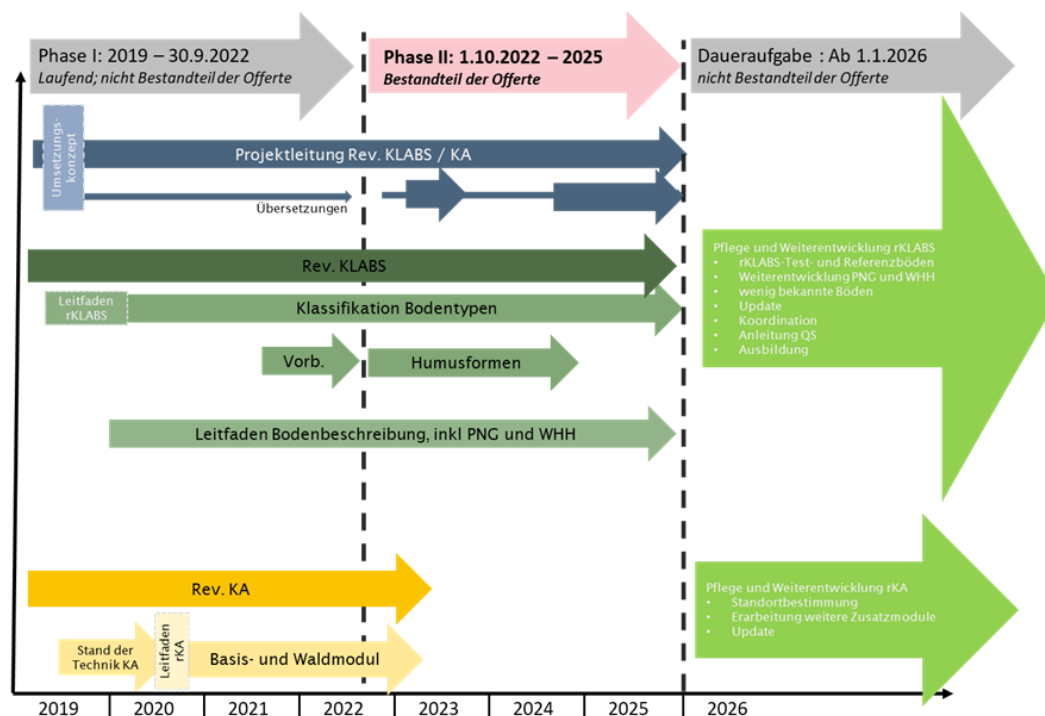 Phase I: 2019 – 30.9.2022
Laufend; nicht Bestandteil der Offerte
Phase II: 1.10.2022 – 2025
Bestandteil der Offerte
Daueraufgabe : Ab 1.1.2026
nicht Bestandteil der Offerte
Umsetzungs-
konzept
Projektleitung Rev. KLABS / KA
Übersetzungen
Rev. KLABS
Leitfaden
rKLABS
Klassifikation Bodentypen
Vorb.
Humusformen
Leitfaden Bodenbeschreibung, inkl PNG und WHH
Pflege und Weiterentwicklung rKLABS
• rKLABS-Test- und Referenzböden
• Weiterentwicklung PNG und WHH
• wenig bekannte Böden
• Update
• Koordination
• Anleitung QS
• Ausbildung
Rev. KA
Stand der
Technik KA
Leitfaden
rKA
Basis- und Waldmodul
Pflege und Weiterentwicklung rKA
• Standortbestimmung
• Erarbeitung weitere Zusatzmodule
• Update
2019 2020 2021 2022 2023 2024 2025 2026